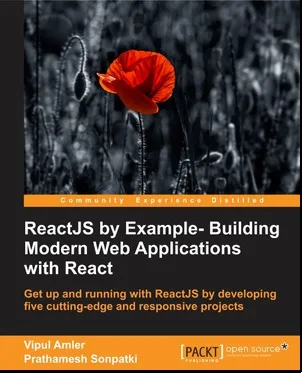 Community Experience Distilled
ReactJS by Example- Building
Modern Web Applications
with React
Get up and running with ReactJS by developing
five cutting-edge and responsive projects
Vipul Amler
Prathamesh Sonpatki
[PACKT] open source*
PUBLISHING